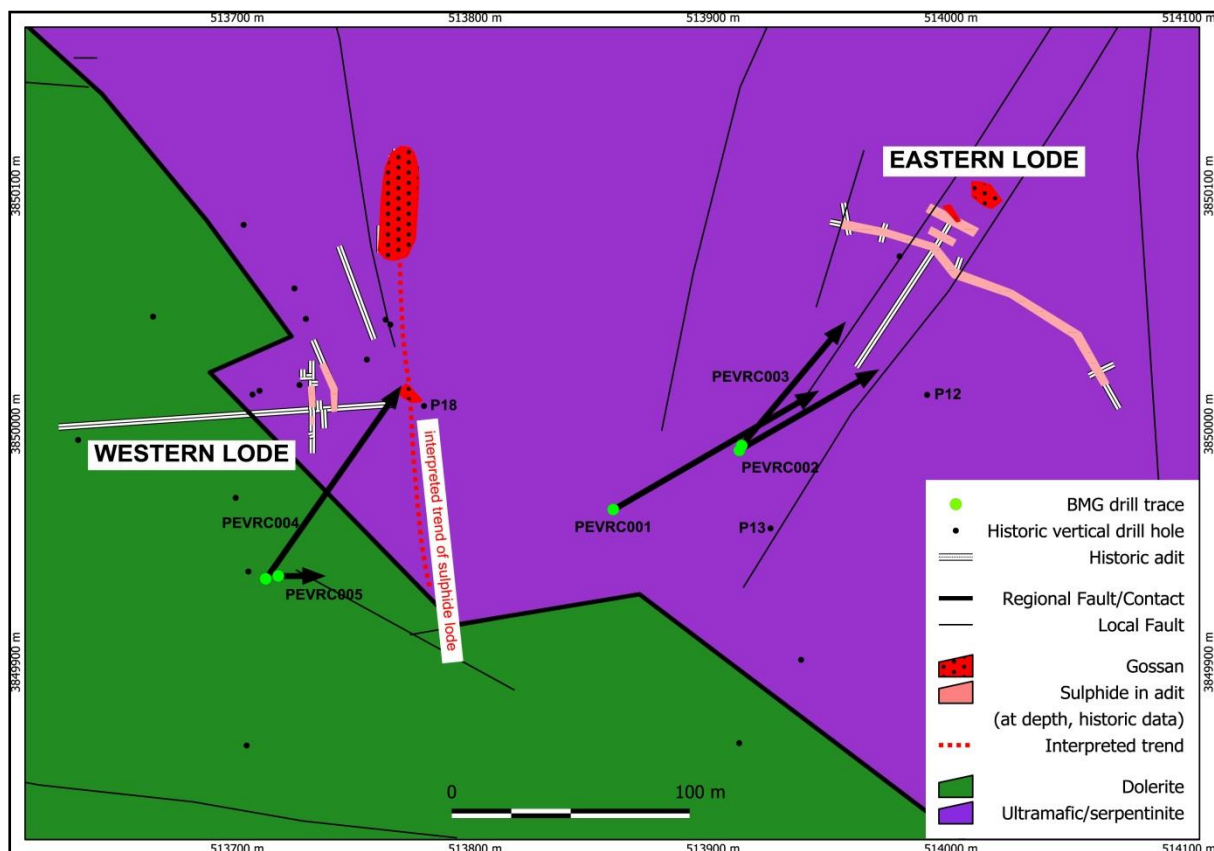 513700 m
513800 m
513900 m
514000 m
514100 m
3850100 m
3850100 m
EASTERN LODE
PEVRC003
P18
P12
3850000 m
3850000 m
WESTERN LODE
interpreted trend of sulphide lode
PEVRC002
PEVRC001
P13
PEVRC004
PEVRC005
3849900 m
3849900 m
BMG drill trace
Historic vertical drill hole
Historic adit
Regional Fault/Contact
Local Fault
Gossan
Sulphide in adit
(at depth, historic data)
Interpreted trend
Dolerite
Ultramafic/serpentinite
0
100 m
513700 m
513800 m
513900 m
514000 m
514100 m